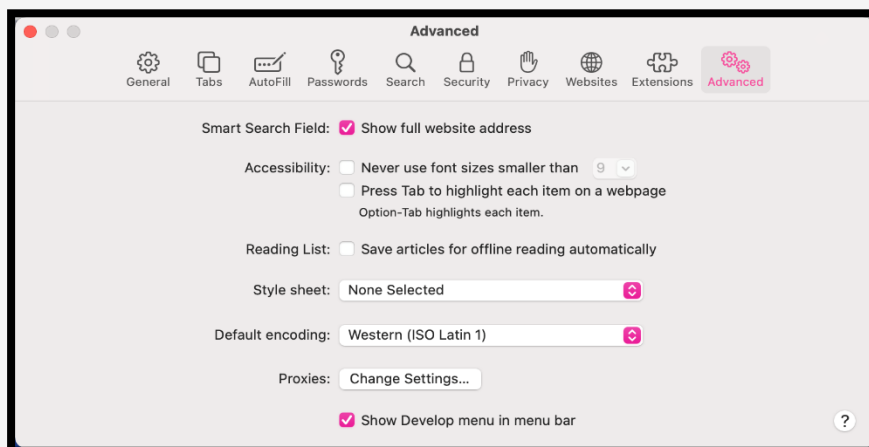 Advanced
General Tabs AutoFill Passwords Search Security Privacy Websites Extensions Advanced
Smart Search Field: Show full website address
Accessibility: Never use font sizes smaller than 9
Press Tab to highlight each item on a webpage
Option-Tab highlights each item.
Reading List: Save articles for offline reading automatically
Style sheet: None Selected
Default encoding: Western (ISO Latin 1)
Proxies: Change Settings...
Show Develop menu in menu bar ?